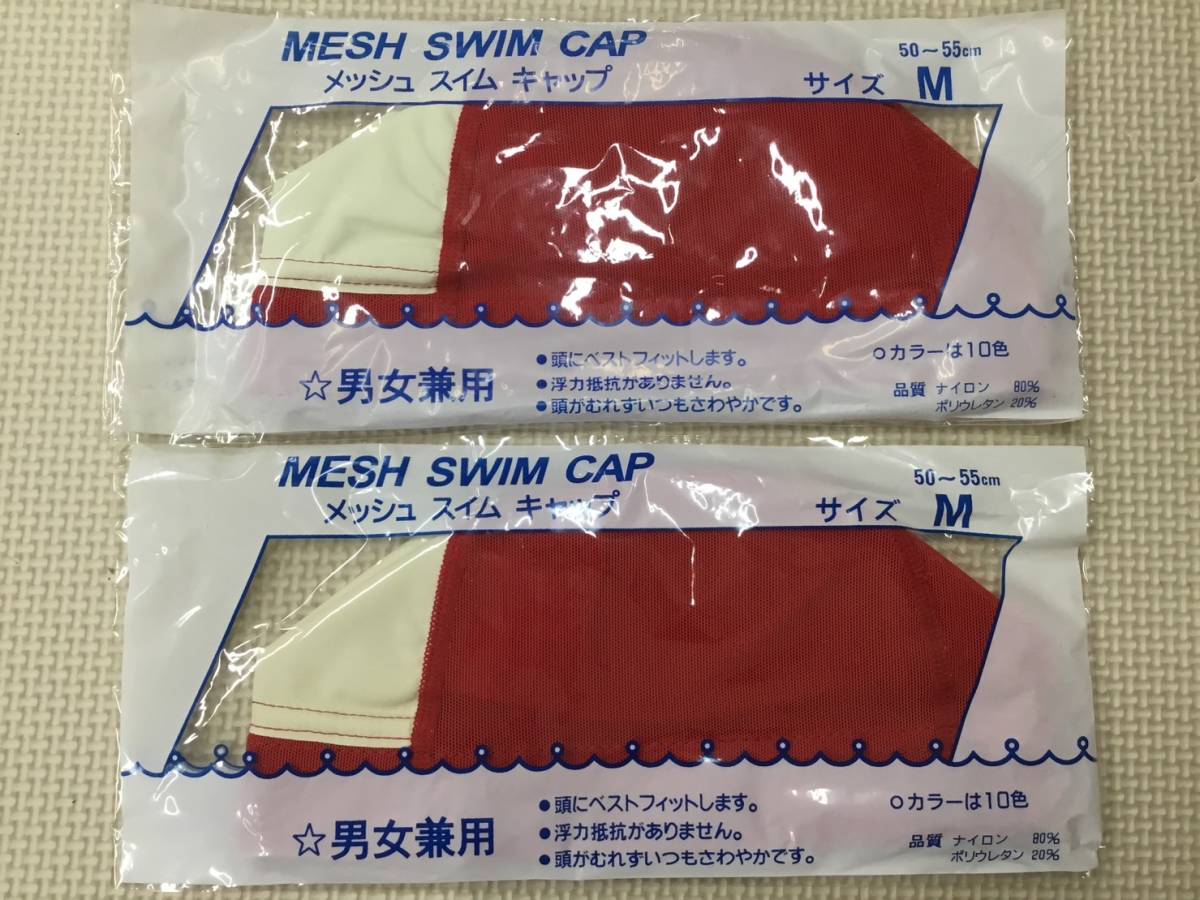 MESH SWIM CAP
メッシュ スイム キャップ
50～55cm
サイズ M
☆男女兼用
●頭にベストフィットします。
●浮力抵抗がありません。
●頭がむれずいつもさわやかです。
○カラーは10色
品質 ナイロン 80%
ポリウレタン 20%
MESH SWIM CAP
メッシュ スイム キャップ
50～55cm
サイズ M
☆男女兼用
●頭にベストフィットします。
●浮力抵抗がありません。
●頭がむれずいつもさわやかです。
○カラーは10色
品質 ナイロン 80%
ポリウレタン 20%